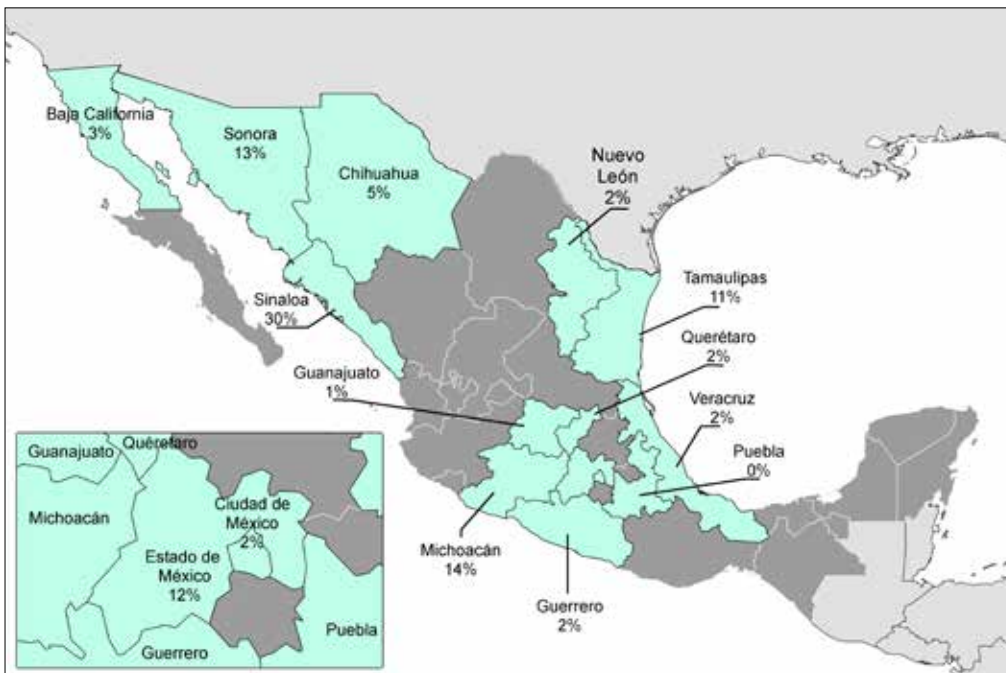 Baja California
3%
Sonora
13%
Chihuahua
5%
Nuevo
León
2%
Sinaloa
30%
Tamaulipas
11%
Querétaro
2%
Guanajuato
1%
Veracruz
2%
Puebla
0%
Michoacán
14%
Guerrero
2%
Guanajuato
Quérefaro
Michoacán
Ciudad de
México
2%
Estado de
México
12%
Guerrero
Puebla